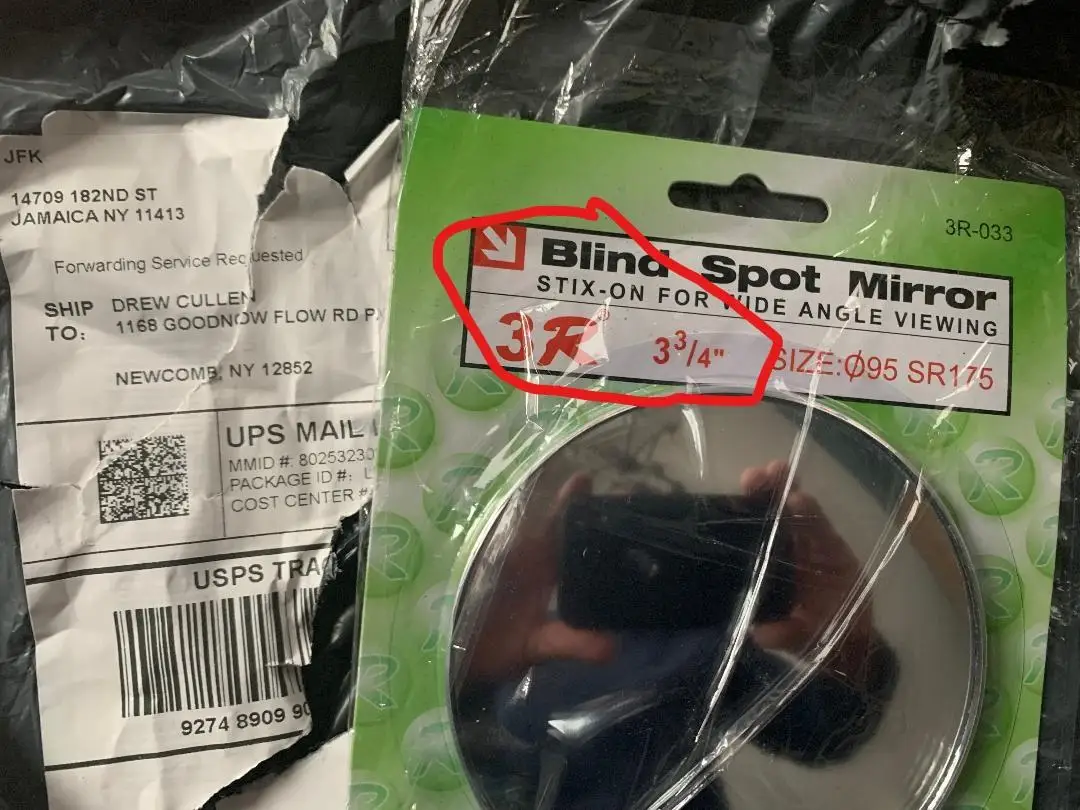 JFK
14709 182ND ST
JAMAICA NY 11413
Forwarding Service Requested
SHIP TO: DREW CULLEN
1168 GOODNOW FLOW RD
NEWCOMB, NY 12852
UPS MAIL
MMID #: 80253230
PACKAGE ID #: L
COST CENTER #
USPS TRA
9274 8909 90
3R-033
Blind Spot Mirror
STIX-ON FOR WIDE ANGLE VIEWING
3R® 3 3/4" SIZE:Ø95 SR175